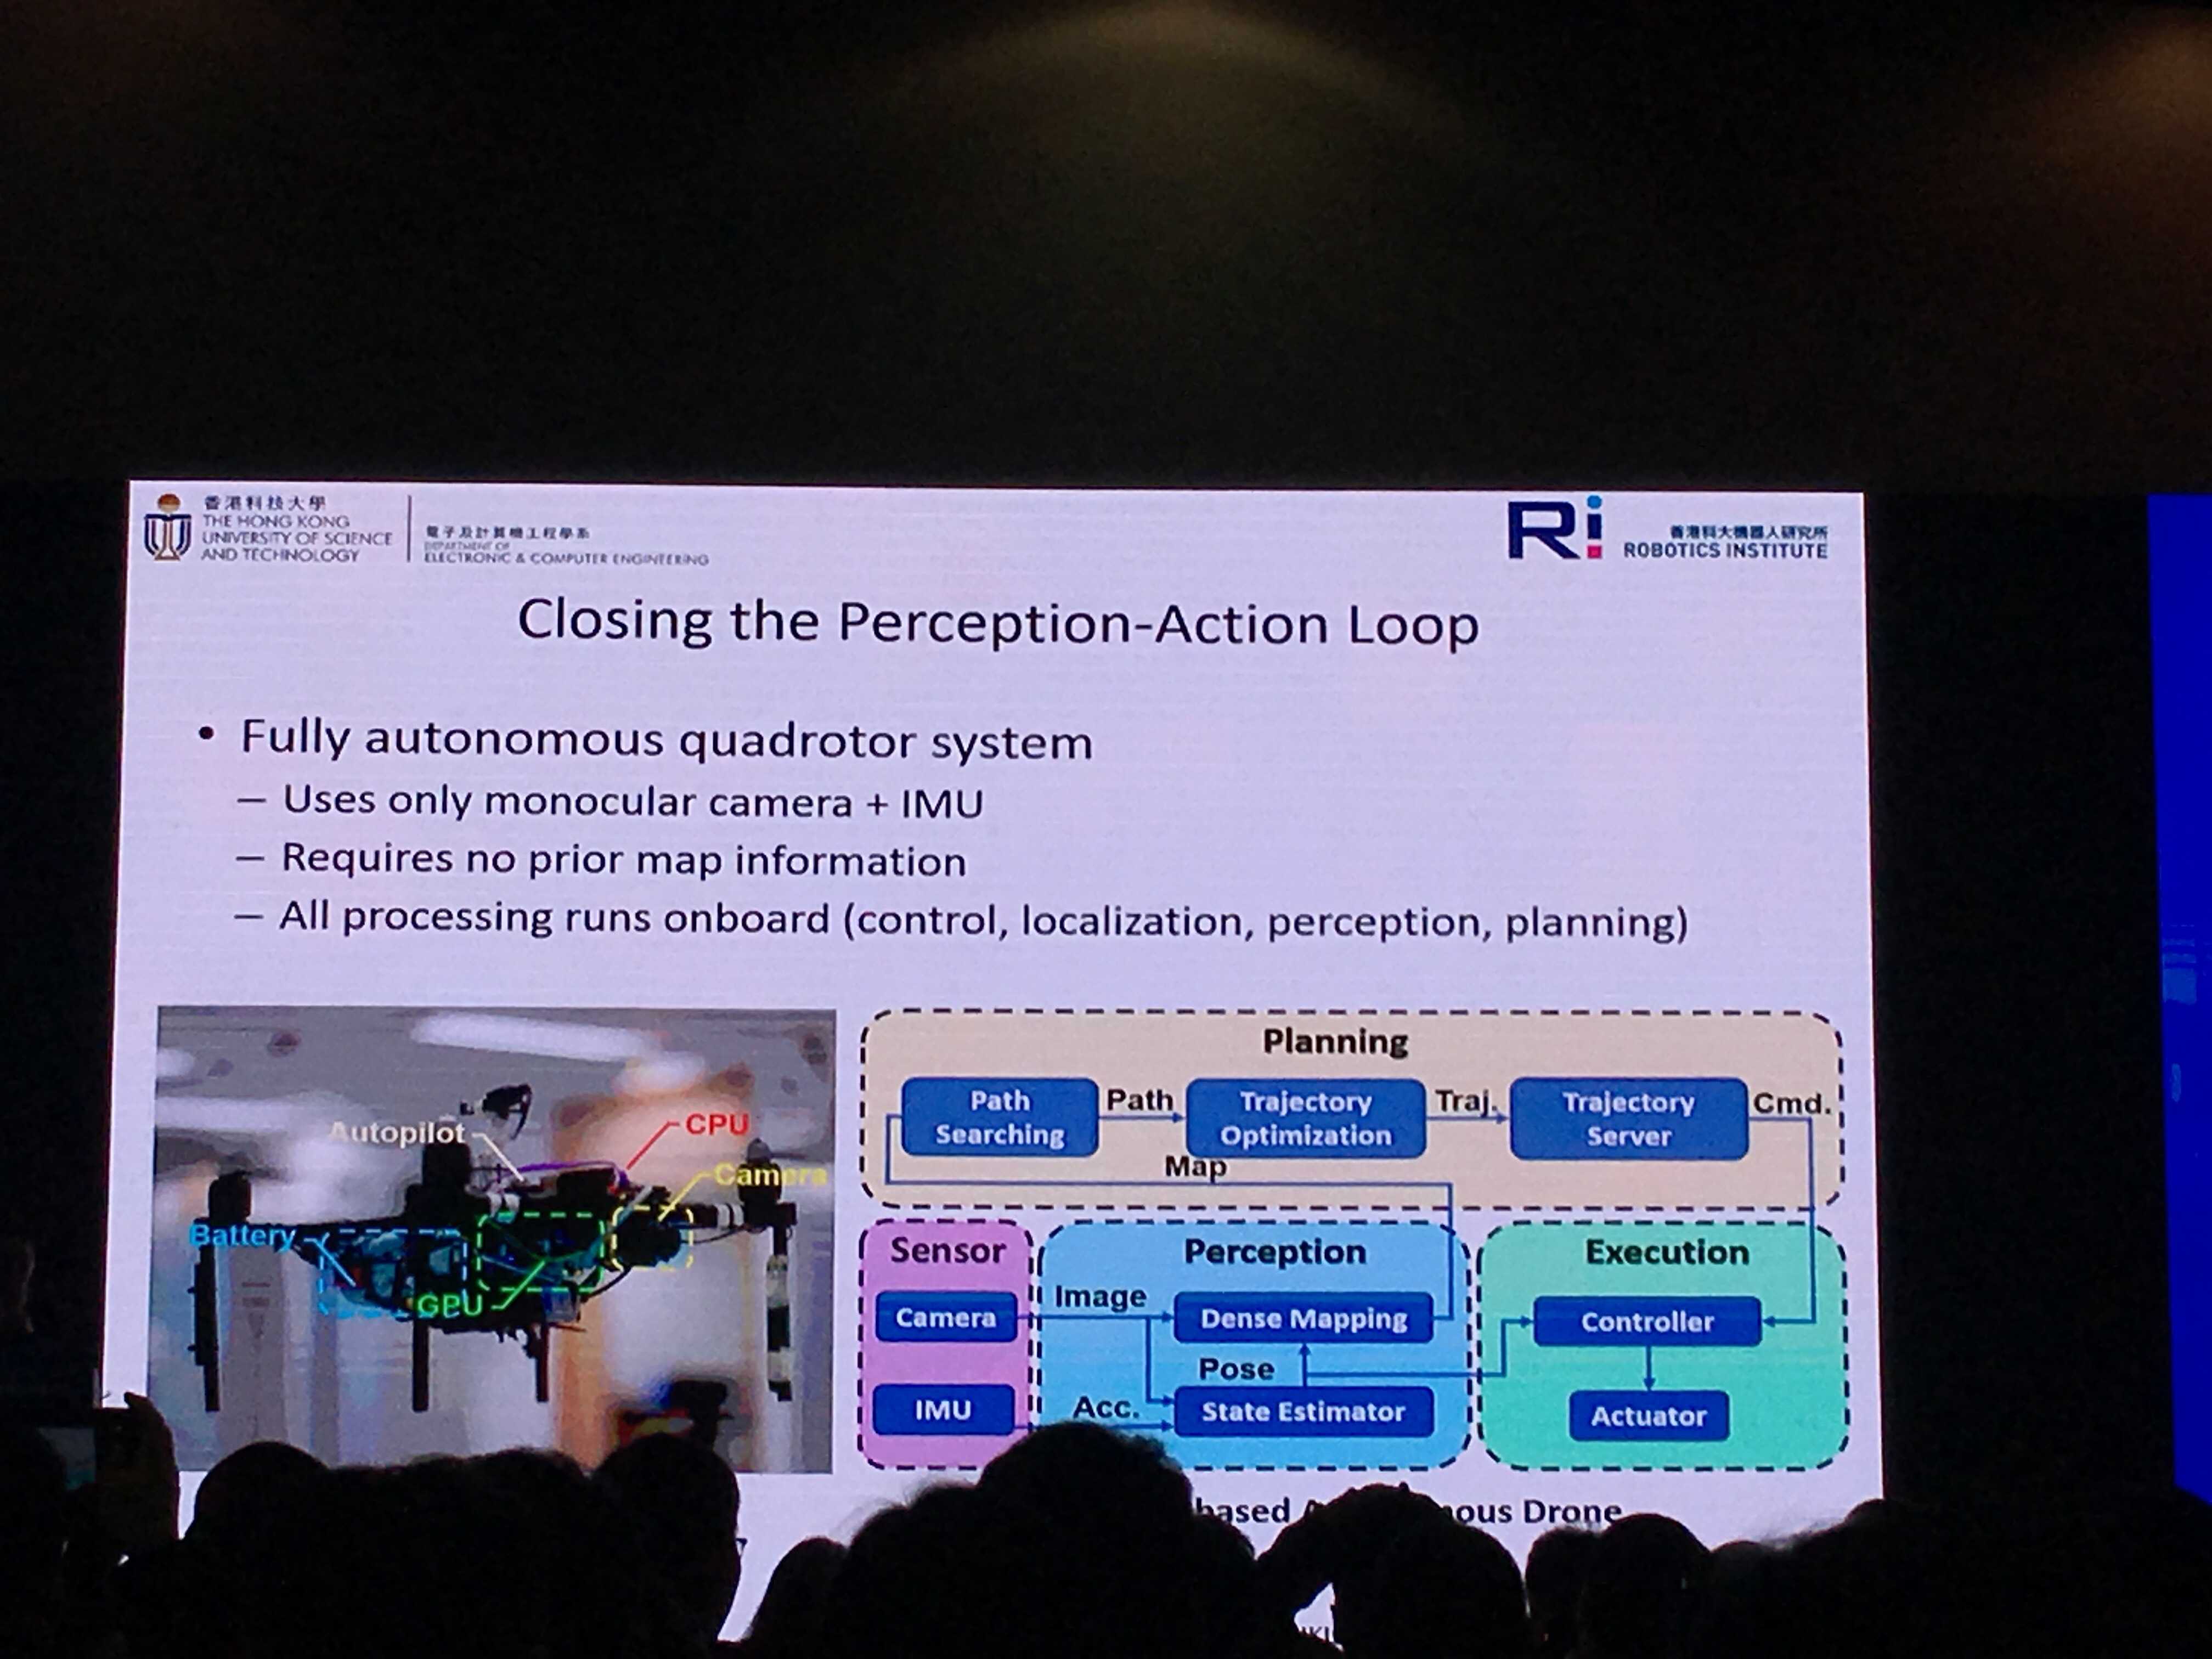 香港科技大學
THE HONG KONG
UNIVERSITY OF SCIENCE
AND TECHNOLOGY
電子及計算機工程學系
DEPARTMENT OF
ELECTRONIC & COMPUTER ENGINEERING
Ri
香港科大機器人研究所
ROBOTICS INSTITUTE
Closing the Perception-Action Loop
• Fully autonomous quadrotor system
– Uses only monocular camera + IMU
– Requires no prior map information
– All processing runs onboard (control, localization, perception, planning)
Autopilot
CPU
Camera
Battery
GPU
Planning
Path
Searching
Path
Trajectory
Optimization
Traj.
Trajectory
Server
Cmd.
Map
Sensor
Camera
IMU
Perception
Image
Dense Mapping
Pose
Acc.
State Estimator
Execution
Controller
Actuator
Drone